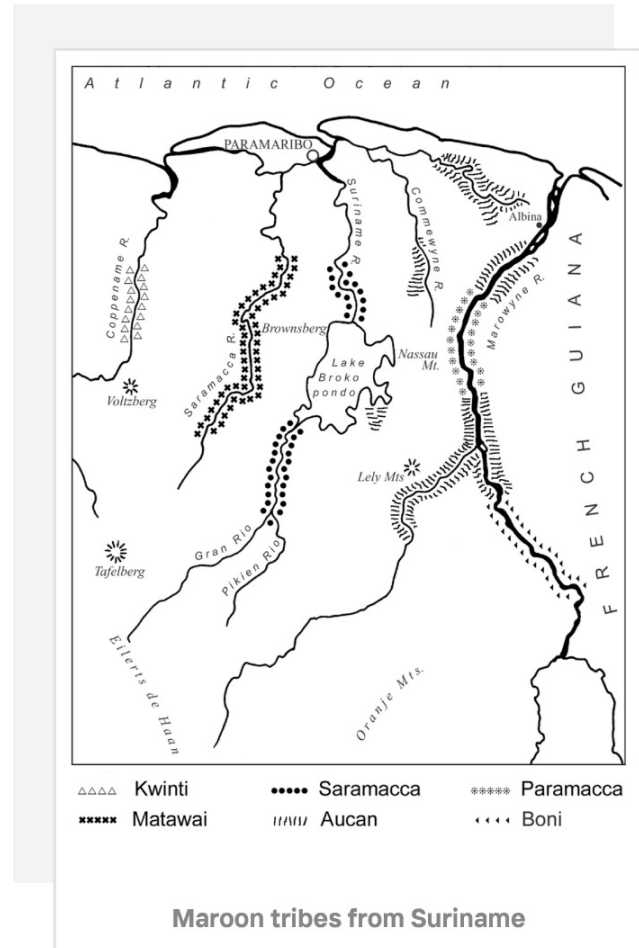 Atlantic Ocean
PARAMARIBO
Suriname R.
Commewyne R.
Albina
Coppename R.
Marowyne R.
Brownsberg
Saramacca R.
Nassau
Mt.
Lake
Broko
pondo
Voltzberg
FRENCH GUIANA
Lely Mts
Gran Rio
Pikien Rio
Tafelberg
Eilerts de Haan
Oranje Mts.
Kwinti
Saramacca
Paramacca
Matawai
Aucan
Boni
Maroon tribes from Suriname